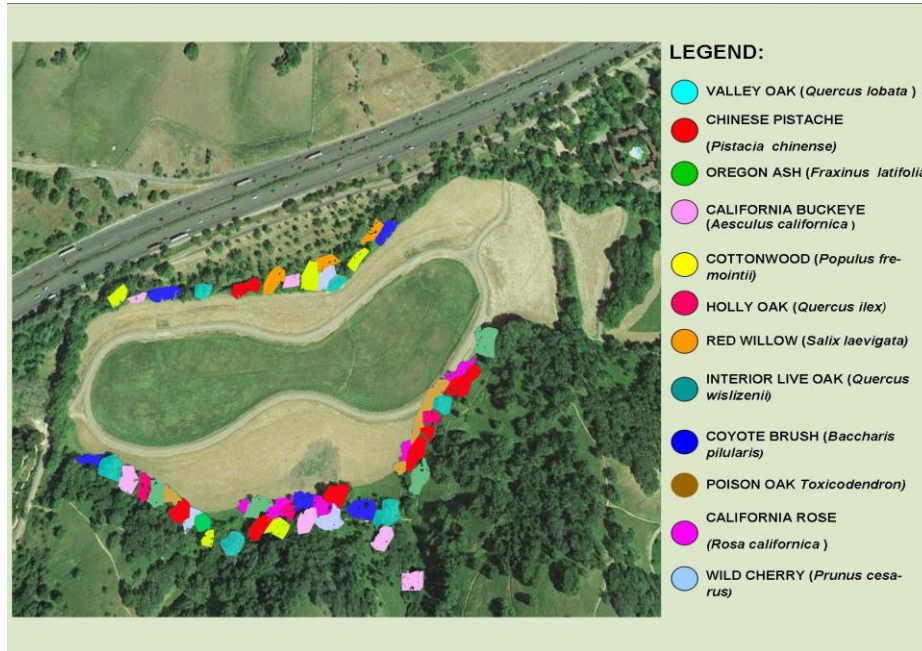 LEGEND:
VALLEY OAK (Quercus lobata )
CHINESE PISTACHE
(Pistacia chinense)
OREGON ASH (Fraxinus latifolia
CALIFORNIA BUCKEYE
(Aesculus californica )
COTTONWOOD (Populus fre-
mointii)
HOLLY OAK (Quercus ilex)
RED WILLOW (Salix laevigata)
INTERIOR LIVE OAK (Quercus
wislizenii)
COYOTE BRUSH (Baccharis
pilularis)
POISON OAK Toxicodendron)
CALIFORNIA ROSE
(Rosa californica )
WILD CHERRY (Prunus cesa-
rus)